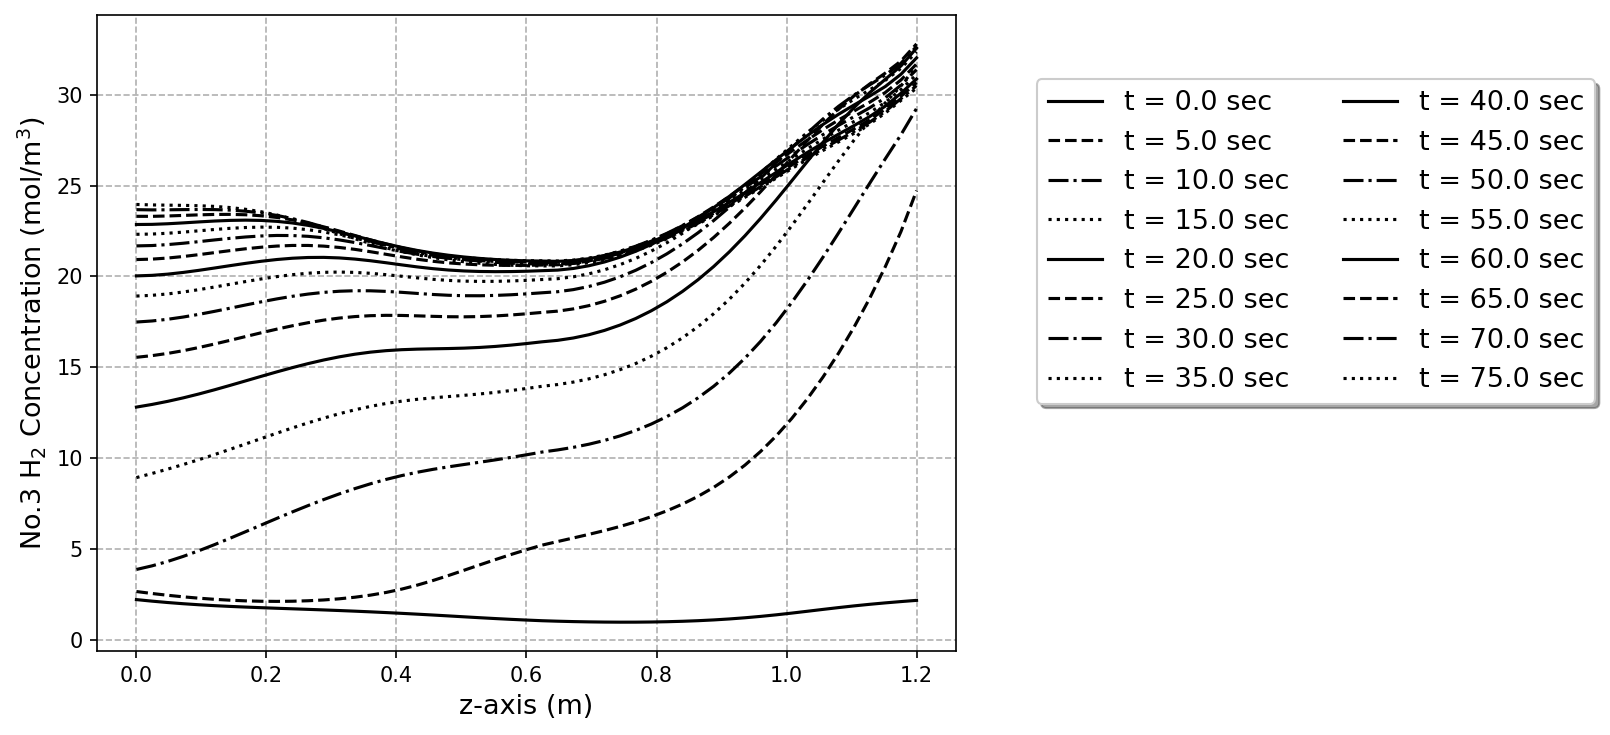 No.3 H₂ Concentration (mol/m³)
30
25
20
15
10
5
0
0.0 0.2 0.4 0.6 0.8 1.0 1.2
z-axis (m)
t = 0.0 sec
t = 5.0 sec
t = 10.0 sec
t = 15.0 sec
t = 20.0 sec
t = 25.0 sec
t = 30.0 sec
t = 35.0 sec
t = 40.0 sec
t = 45.0 sec
t = 50.0 sec
t = 55.0 sec
t = 60.0 sec
t = 65.0 sec
t = 70.0 sec
t = 75.0 sec